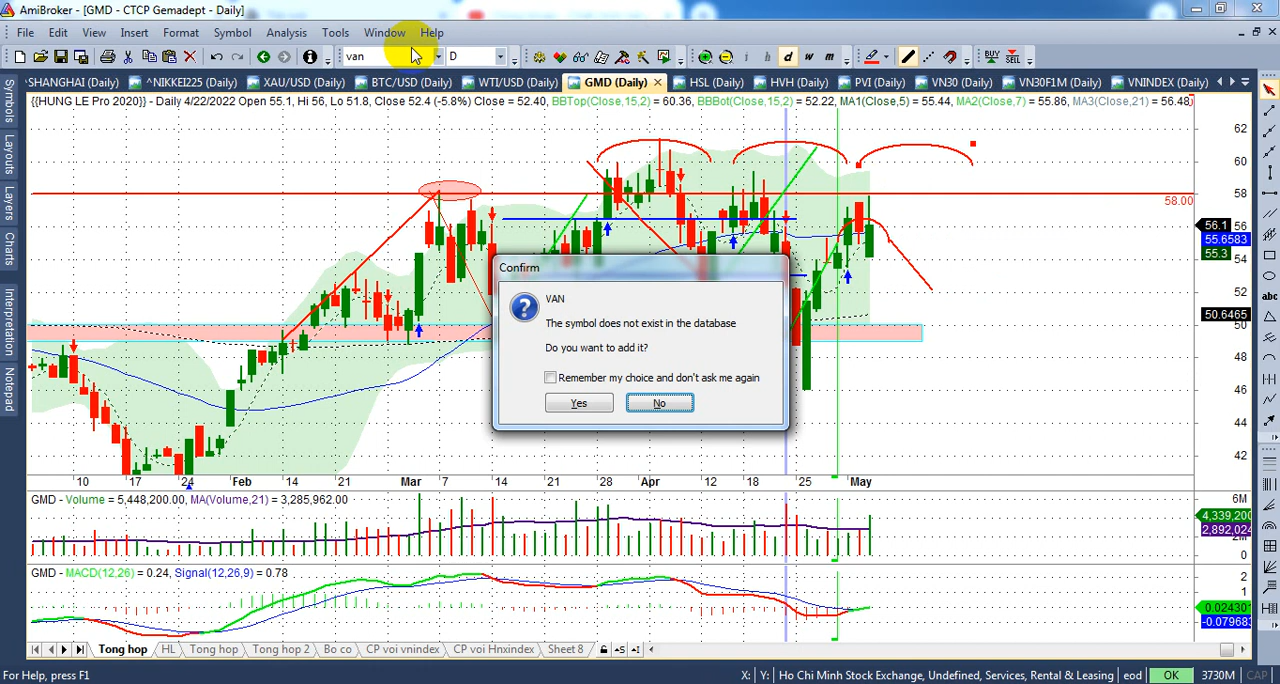 AmiBroker - [GMD - CTCP Gemadept - Daily]
File Edit View Insert Format Symbol Analysis Tools Window Help
van D i h d w m BUY SELL
^SHANGHAI (Daily) ^NIKKEI225 (Daily) XAU/USD (Daily) BTC/USD (Daily) WTI/USD (Daily) GMD (Daily) HSL (Daily) HVH (Daily) PVI (Daily) VN30 (Daily) VN30F1M (Daily) VNINDEX (Daily)
{{HUNG LE Pro 2020}} - Daily 4/22/2022 Open 55.1, Hi 56, Lo 51.8, Close 52.4 (-5.8%) Close = 52.40, BBTop(Close,15,2) = 60.36, BBBot(Close,15,2) = 52.22, MA1(Close,5) = 55.44, MA2(Close,7) = 55.86, MA3(Close,21) = 56.48
Symbols
Layouts
Layers
Charts
Interpretation
Notepad
abc
62
60
58
58.00
56.1
56
55.6583
55.3
54
52
50.6465
50
48
46
44
42
Confirm
VAN
The symbol does not exist in the database
Do you want to add it?
Remember my choice and don't ask me again
Yes No
10 17 24 Feb 14 21 Mar 7 14 21 28 Apr 12 18 25 May
GMD - Volume = 5,448,200.00, MA(Volume,21) = 3,285,962.00
6M
4,339,200
2,892,024
2M
0
GMD - MACD(12,26) = 0.24, Signal(12,26,9) = 0.78
2
1
0.024301
-0.079683
Tong hop HL Tong hop Tong hop 2 Bo co CP voi vnindex CP voi Hnxindex Sheet 8
For Help, press F1 X: Y: Ho Chi Minh Stock Exchange, Undefined, Services, Rental & Leasing eod OK 3730M CAP